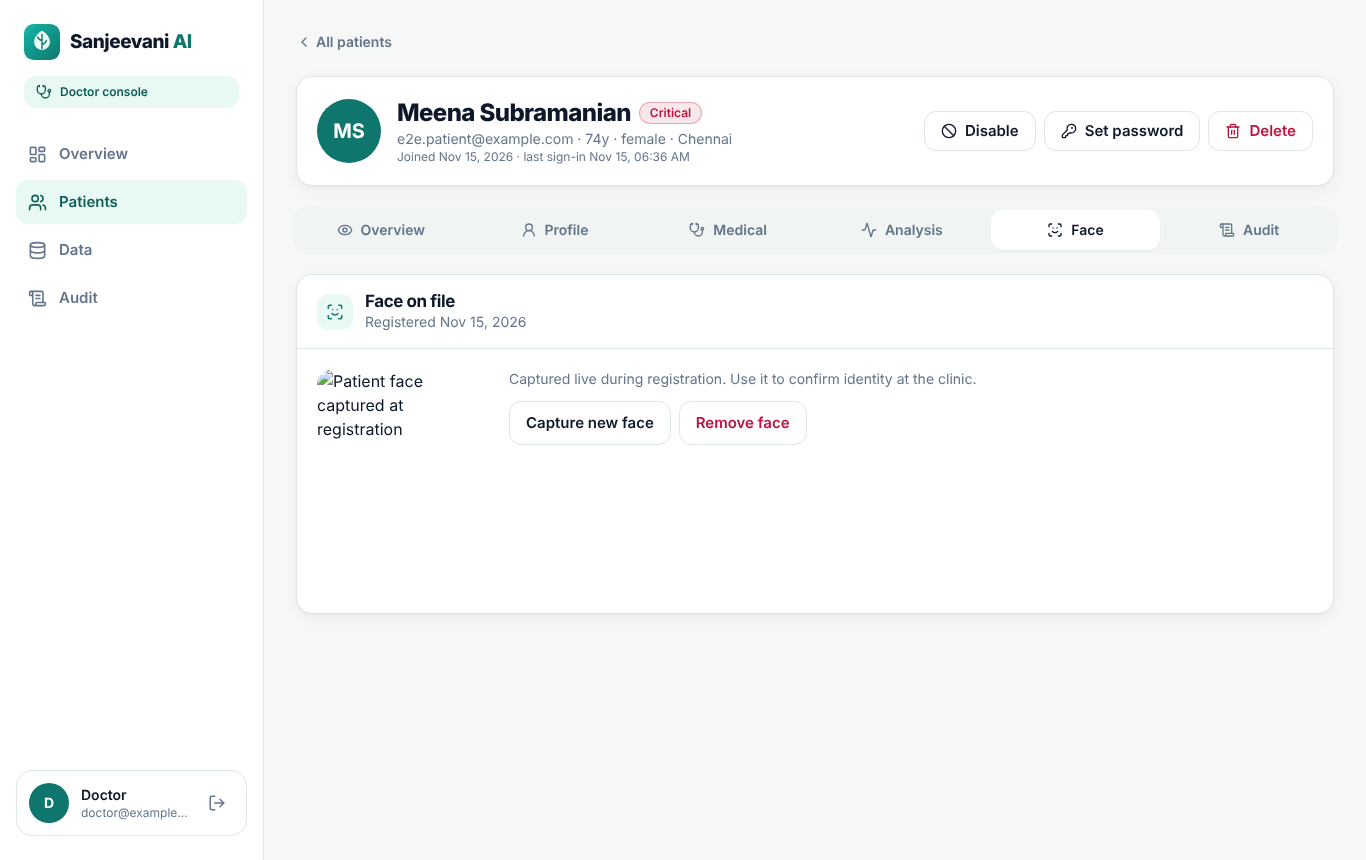 Sanjeevani AI
Doctor console
Overview
Patients
Data
Audit
Doctor
doctor@example...
All patients
MS
Meena Subramanian
Critical
e2e.patient@example.com · 74y · female · Chennai
Joined Nov 15, 2026 · last sign-in Nov 15, 06:36 AM
Disable
Set password
Delete
Overview
Profile
Medical
Analysis
Face
Audit
Face on file
Registered Nov 15, 2026
Patient face
captured at
registration
Captured live during registration. Use it to confirm identity at the clinic.
Capture new face
Remove face
D